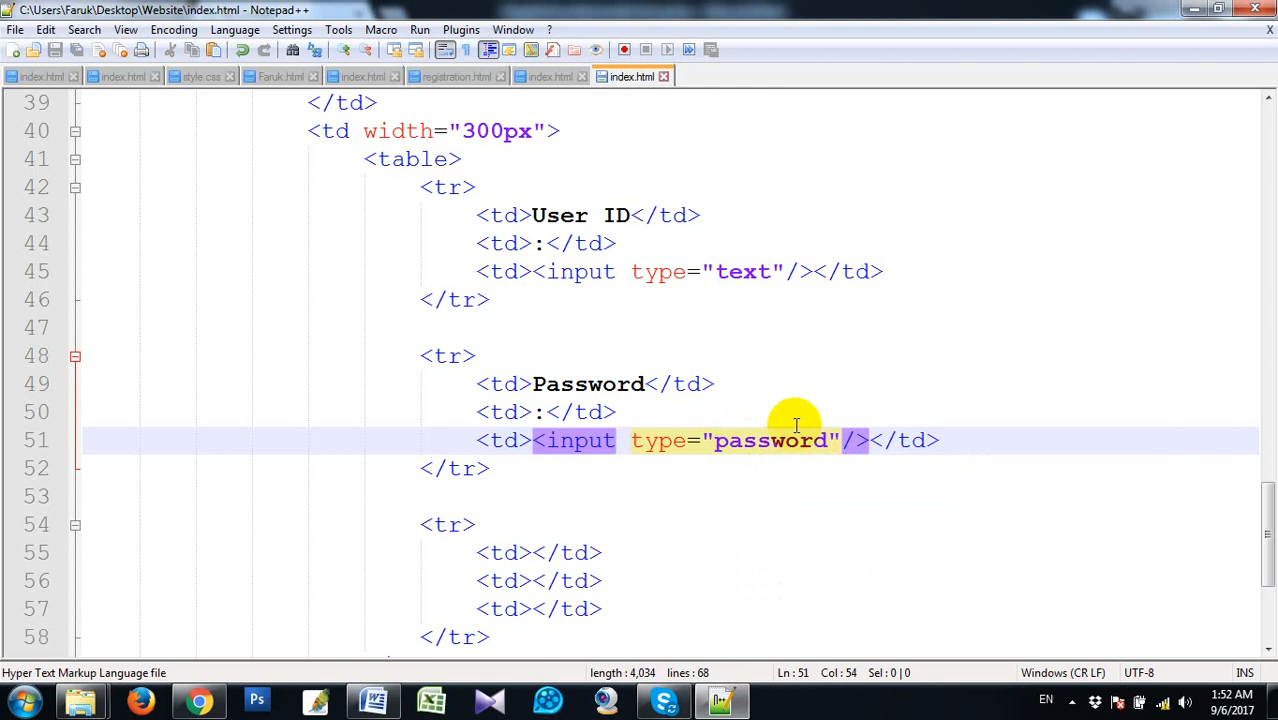 C:\Users\Faruk\Desktop\Website\index.html - Notepad++
File Edit Search View Encoding Language Settings Tools Macro Run Plugins Window ? X
index.html index.html style.css Faruk.html index.html registration.html index.html index.html
39 </td>
40 <td width="300px">
41 <table>
42 <tr>
43 <td>User ID</td>
44 <td>:</td>
45 <td><input type="text"/></td>
46 </tr>
47
48 <tr>
49 <td>Password</td>
50 <td>:</td>
51 <td><input type="password"/></td>
52 </tr>
53
54 <tr>
55 <td></td>
56 <td></td>
57 <td></td>
58 </tr>
Hyper Text Markup Language file length : 4,034 lines : 68 Ln : 51 Col : 54 Sel : 0 | 0 Windows (CR LF) UTF-8 INS
Ps EN 1:52 AM
9/6/2017